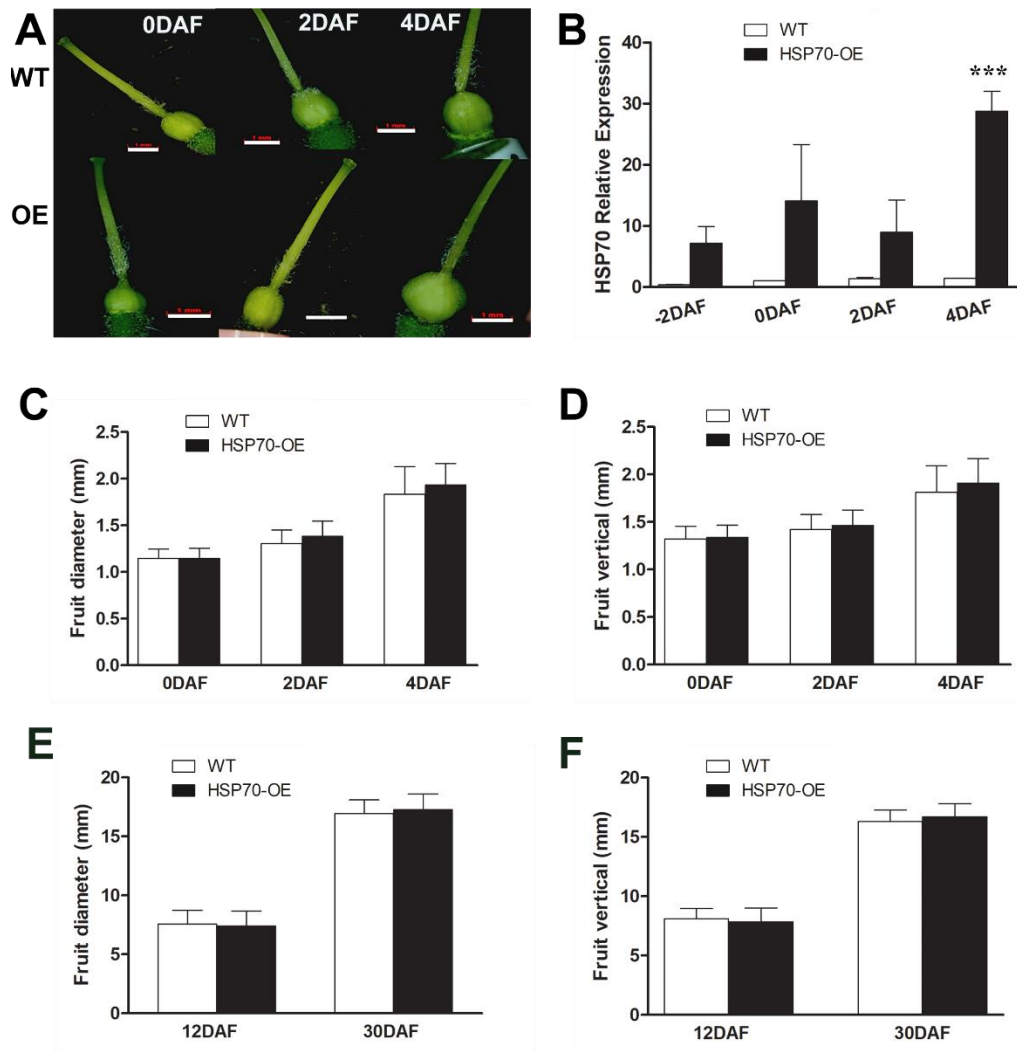 A
0DAF 2DAF 4DAF
WT
1 mm 1 mm 1 mm
OE
1 mm 1 mm
B
WT
HSP70-OE
HSP70 Relative Expression
40
30
20
10
0
***
-2DAF 0DAF 2DAF 4DAF
C
WT
HSP70-OE
Fruit diameter (mm)
2.5
2.0
1.5
1.0
0.5
0.0
0DAF 2DAF 4DAF
D
WT
HSP70-OE
Fruit vertical (mm)
2.5
2.0
1.5
1.0
0.5
0.0
0DAF 2DAF 4DAF
E
WT
HSP70-OE
Fruit diameter (mm)
20
15
10
5
0
12DAF 30DAF
F
WT
HSP70-OE
Fruit vertical (mm)
20
15
10
5
0
12DAF 30DAF